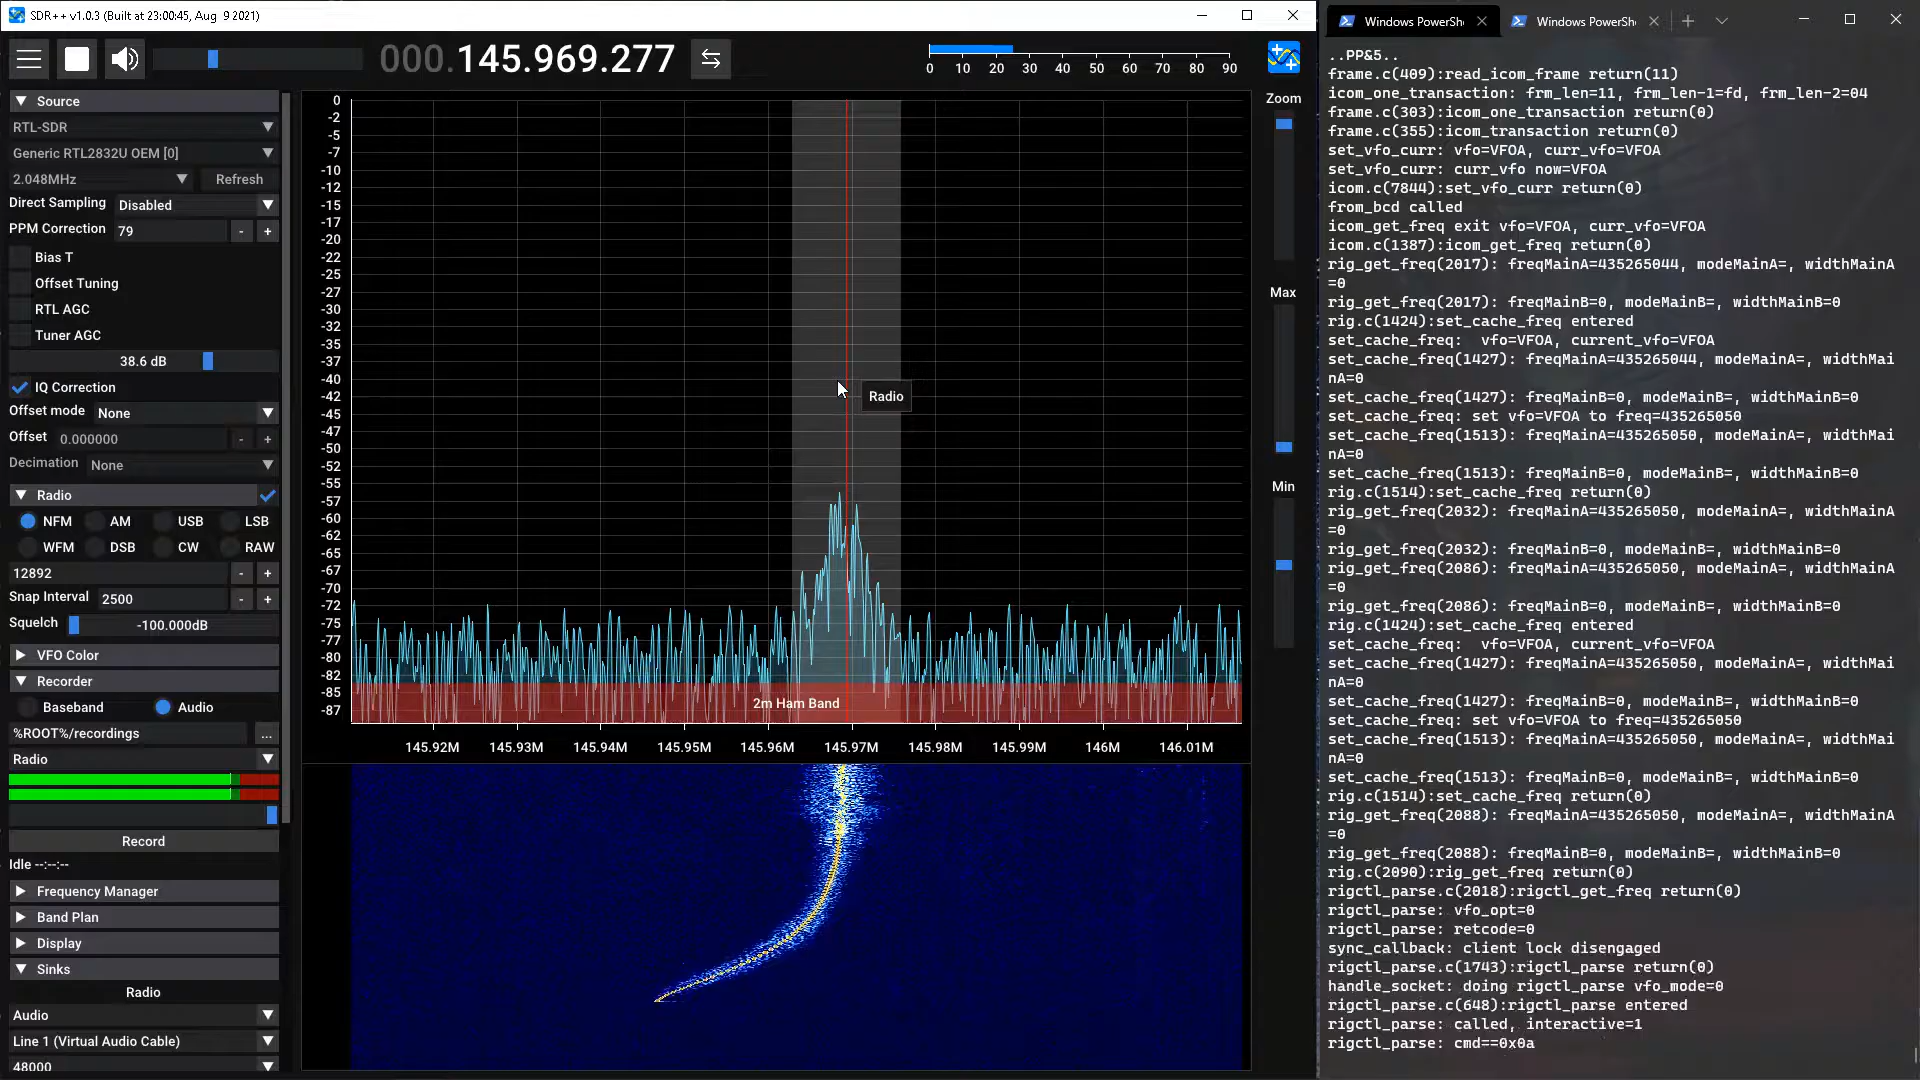 SDR++ v1.0.3 (Built at 23:00:45, Aug  9 2021)
000.145.969.277
0 10 20 30 40 50 60 70 80 90
Source
RTL-SDR
Generic RTL2832U OEM [0]
2.048MHz Refresh
Direct Sampling Disabled
PPM Correction 79 - +
Bias T
Offset Tuning
RTL AGC
Tuner AGC
38.6 dB
IQ Correction
Offset mode None
Offset 0.000000 - +
Decimation None
Radio
NFM AM USB LSB
WFM DSB CW RAW
12892 - +
Snap Interval 2500 - +
Squelch -100.000dB
VFO Color
Recorder
Baseband Audio
%ROOT%/recordings ...
Radio
Record
Idle --:--:--
Frequency Manager
Band Plan
Display
Sinks
Radio
Audio
Line 1 (Virtual Audio Cable)
48000
0
-2
-5
-7
-10
-12
-15
-17
-20
-22
-25
-27
-30
-32
-35
-37
-40
-42
-45
-47
-50
-52
-55
-57
-60
-62
-65
-67
-70
-72
-75
-77
-80
-82
-85
-87
Radio
2m Ham Band
145.92M 145.93M 145.94M 145.95M 145.96M 145.97M 145.98M 145.99M 146M 146.01M
Zoom
Max
Min
Windows PowerShe Windows PowerShe
..PP&5..
frame.c(409):read_icom_frame return(11)
icom_one_transaction: frm_len=11, frm_len-1=fd, frm_len-2=04
frame.c(303):icom_one_transaction return(0)
frame.c(355):icom_transaction return(0)
set_vfo_curr: vfo=VFOA, curr_vfo=VFOA
set_vfo_curr: curr_vfo now=VFOA
icom.c(7844):set_vfo_curr return(0)
from_bcd called
icom_get_freq exit vfo=VFOA, curr_vfo=VFOA
icom.c(1387):icom_get_freq return(0)
rig_get_freq(2017): freqMainA=435265044, modeMainA=, widthMainA
=0
rig_get_freq(2017): freqMainB=0, modeMainB=, widthMainB=0
rig.c(1424):set_cache_freq entered
set_cache_freq:  vfo=VFOA, current_vfo=VFOA
set_cache_freq(1427): freqMainA=435265044, modeMainA=, widthMai
nA=0
set_cache_freq(1427): freqMainB=0, modeMainB=, widthMainB=0
set_cache_freq: set vfo=VFOA to freq=435265050
set_cache_freq(1513): freqMainA=435265050, modeMainA=, widthMai
nA=0
set_cache_freq(1513): freqMainB=0, modeMainB=, widthMainB=0
rig.c(1514):set_cache_freq return(0)
rig_get_freq(2032): freqMainA=435265050, modeMainA=, widthMainA
=0
rig_get_freq(2032): freqMainB=0, modeMainB=, widthMainB=0
rig_get_freq(2086): freqMainA=435265050, modeMainA=, widthMainA
=0
rig_get_freq(2086): freqMainB=0, modeMainB=, widthMainB=0
rig.c(1424):set_cache_freq entered
set_cache_freq:  vfo=VFOA, current_vfo=VFOA
set_cache_freq(1427): freqMainA=435265050, modeMainA=, widthMai
nA=0
set_cache_freq(1427): freqMainB=0, modeMainB=, widthMainB=0
set_cache_freq: set vfo=VFOA to freq=435265050
set_cache_freq(1513): freqMainA=435265050, modeMainA=, widthMai
nA=0
set_cache_freq(1513): freqMainB=0, modeMainB=, widthMainB=0
rig.c(1514):set_cache_freq return(0)
rig_get_freq(2088): freqMainA=435265050, modeMainA=, widthMainA
=0
rig_get_freq(2088): freqMainB=0, modeMainB=, widthMainB=0
rig.c(2090):rig_get_freq return(0)
rigctl_parse.c(2018):rigctl_get_freq return(0)
rigctl_parse: vfo_opt=0
rigctl_parse: retcode=0
sync_callback: client lock disengaged
rigctl_parse.c(1743):rigctl_parse return(0)
handle_socket: doing rigctl_parse vfo_mode=0
rigctl_parse.c(648):rigctl_parse entered
rigctl_parse: called, interactive=1
rigctl_parse: cmd==0x0a